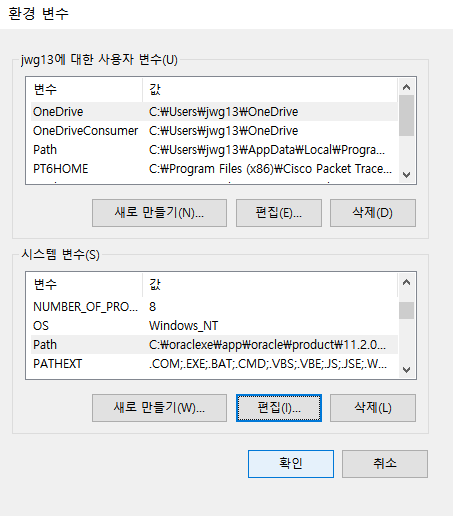 환경 변수
jwg13에 대한 사용자 변수(U)
변수 값
OneDrive C:₩Users₩jwg13₩OneDrive
OneDriveConsumer C:₩Users₩jwg13₩OneDrive
Path C:₩Users₩jwg13₩AppData₩Local₩Progra...
PT6HOME C:₩Program Files (x86)₩Cisco Packet Trace...
새로 만들기(N)... 편집(E)... 삭제(D)
시스템 변수(S)
변수 값
NUMBER_OF_PRO... 8
OS Windows_NT
Path C:₩oraclexe₩app₩oracle₩product₩11.2.0...
PATHEXT .COM;.EXE;.BAT;.CMD;.VBS;.VBE;.JS;.JSE;.W...
새로 만들기(W)... 편집(I)... 삭제(L)
확인 취소